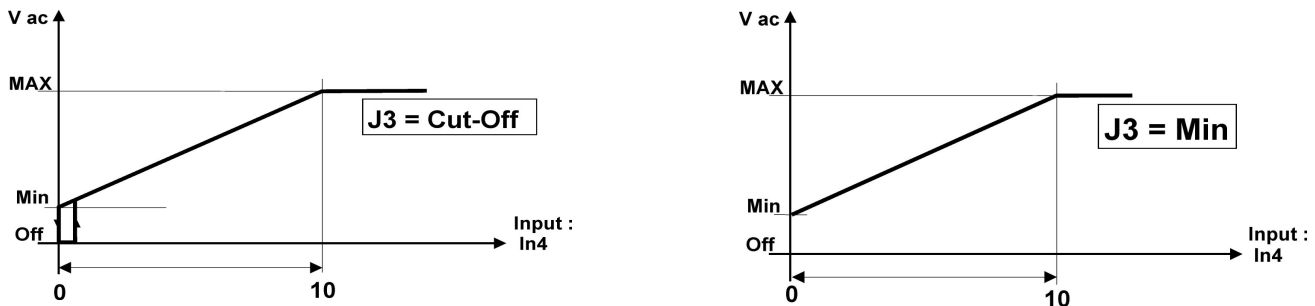 V ac
MAX
J3 = Cut-Off
Min
Off
Input :
In4
0
10
V ac
MAX
J3 = Min
Min
Off
Input :
In4
0
10